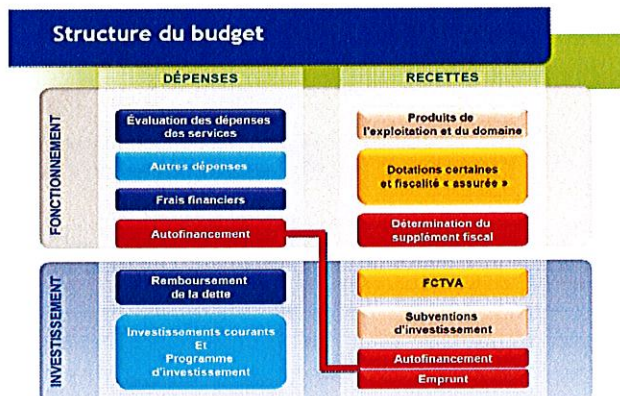 Structure du budget
DÉPENSES
RECETTES
FONCTIONNEMENT
Évaluation des dépenses
des services
Autres dépenses
Frais financiers
Autofinancement
Produits de
l'exploitation et du domaine
Dotations certaines
et fiscalité « assurée »
Détermination du
supplément fiscal
INVESTISSEMENT
Remboursement
de la dette
Investissements courants
Et
Programme
d'investissement
FCTVA
Subventions
d'investissement
Autofinancement
Emprunt